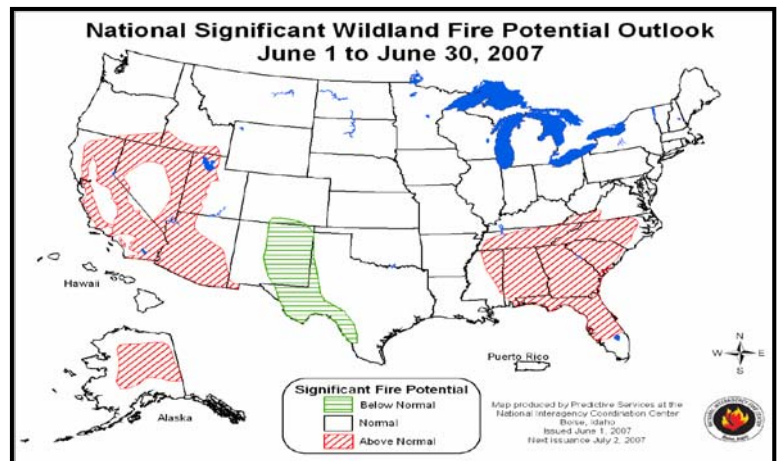 National Significant Wildland Fire Potential Outlook
June 1 to June 30, 2007
Hawaii
Alaska
Puerto Rico
N
W
E
S
Significant Fire Potential
Below Normal
Normal
Above Normal
Map produced by Predictive Services at the
National Interagency Coordination Center
Boise, Idaho
Issued June 1, 2007
Next issuance July 2, 2007